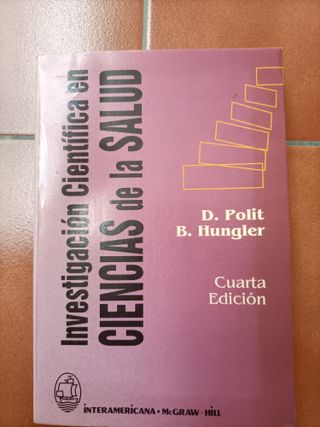 Investigación Científica en
CIENCIAS de la SALUD
D. Polit
B. Hungler
Cuarta
Edición
INTERAMERICANA • McGRAW-HILL